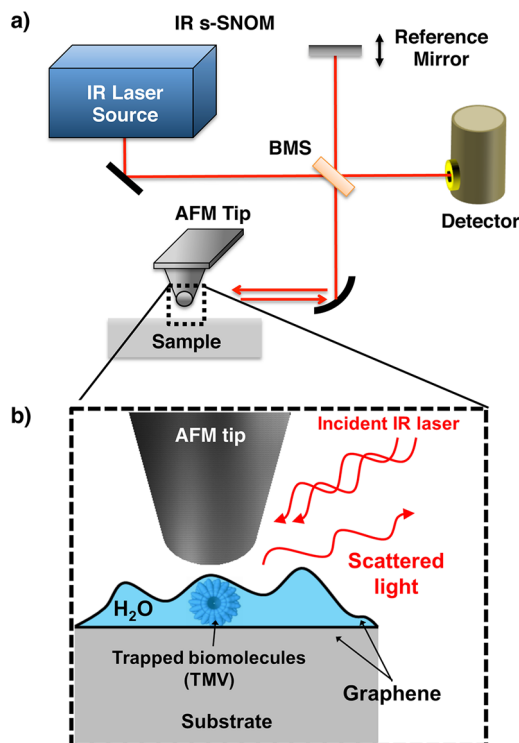 a)
IR s-SNOM
Reference
Mirror
IR Laser
Source
BMS
Detector
AFM Tip
Sample
b)
AFM tip
Incident IR laser
Scattered
light
H₂O
Trapped biomolecules
(TMV)
Graphene
Substrate